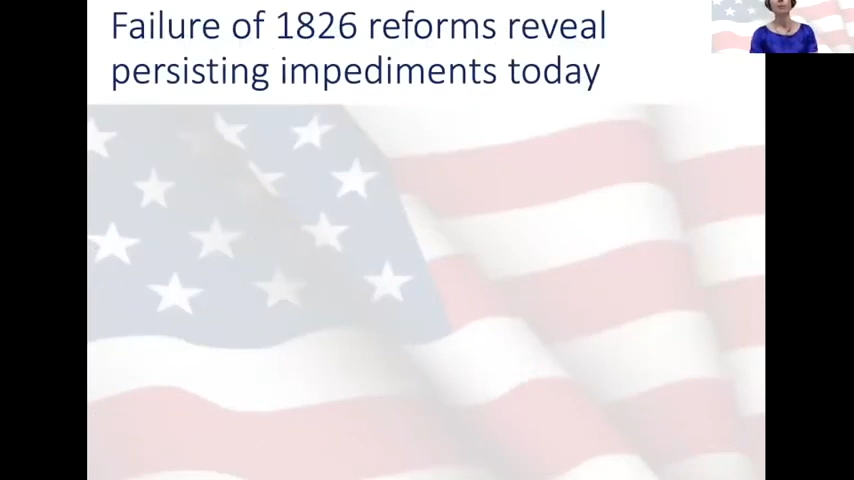 Failure of 1826 reforms reveal
persisting impediments today